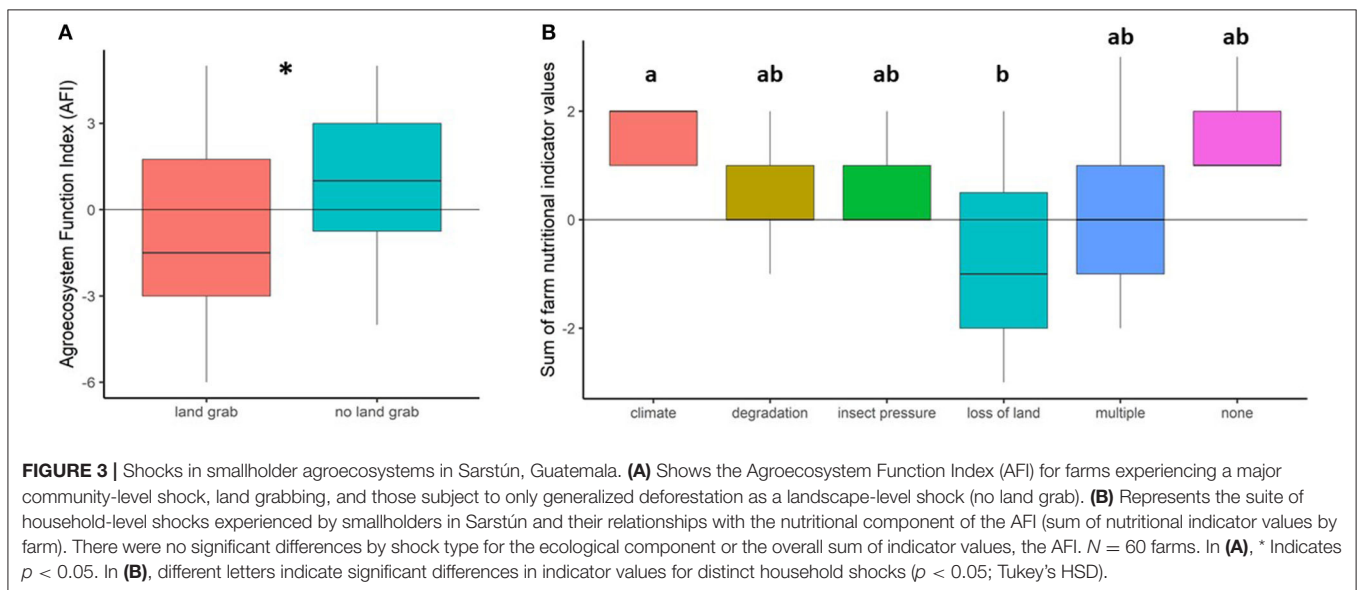 A
B
*
a
ab
ab
b
ab
ab
Agroecosystem Function Index (AFI)
3
0
-3
-6
land grab
no land grab
Sum of farm nutritional indicator values
2
0
-2
climate
degradation
insect pressure
loss of land
multiple
none
FIGURE 3 | Shocks in smallholder agroecosystems in Sarstún, Guatemala. (A) Shows the Agroecosystem Function Index (AFI) for farms experiencing a major
community-level shock, land grabbing, and those subject to only generalized deforestation as a landscape-level shock (no land grab). (B) Represents the suite of
household-level shocks experienced by smallholders in Sarstún and their relationships with the nutritional component of the AFI (sum of nutritional indicator values by
farm). There were no significant differences by shock type for the ecological component or the overall sum of indicator values, the AFI. N = 60 farms. In (A), * Indicates
p < 0.05. In (B), different letters indicate significant differences in indicator values for distinct household shocks (p < 0.05; Tukey's HSD).